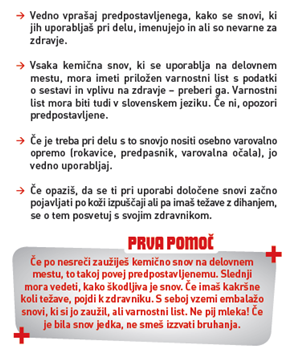 → Vedno vprašaj predpostavljenega, kako se snovi, ki
jih uporabljaš pri delu, imenujejo in ali so nevarne za
zdravje.
→ Vsaka kemična snov, ki se uporablja na delovnem
mestu, mora imeti priložen varnostni list s podatki
o sestavi in vplivu na zdravje – preberi ga. Varnostni
list mora biti tudi v slovenskem jeziku. Če ni, opozori
predpostavljene.
→ Če je treba pri delu s to snovjo nositi osebno varovalno
opremo (rokavice, predpasnik, varovalna očala), jo
vedno uporabljaj.
→ Če opaziš, da se ti pri uporabi določene snovi začno
pojavljati po koži izpuščaji ali pa imaš težave z dihanjem,
se o tem posvetuj s svojim zdravnikom.
PRVA POMOČ
Če po nesreči zaužiješ kemično snov na delovnem
mestu, to takoj povej predpostavljenemu. Slednji
mora vedeti, kako škodljiva je snov. Če imaš kakršne
koli težave, pojdi k zdravniku. S seboj vzemi embalažo
snovi, ki si jo zaužil, ali varnostni list. Ne pij mleka! Če
je bila snov jedka, ne smeš izzvati bruhanja.